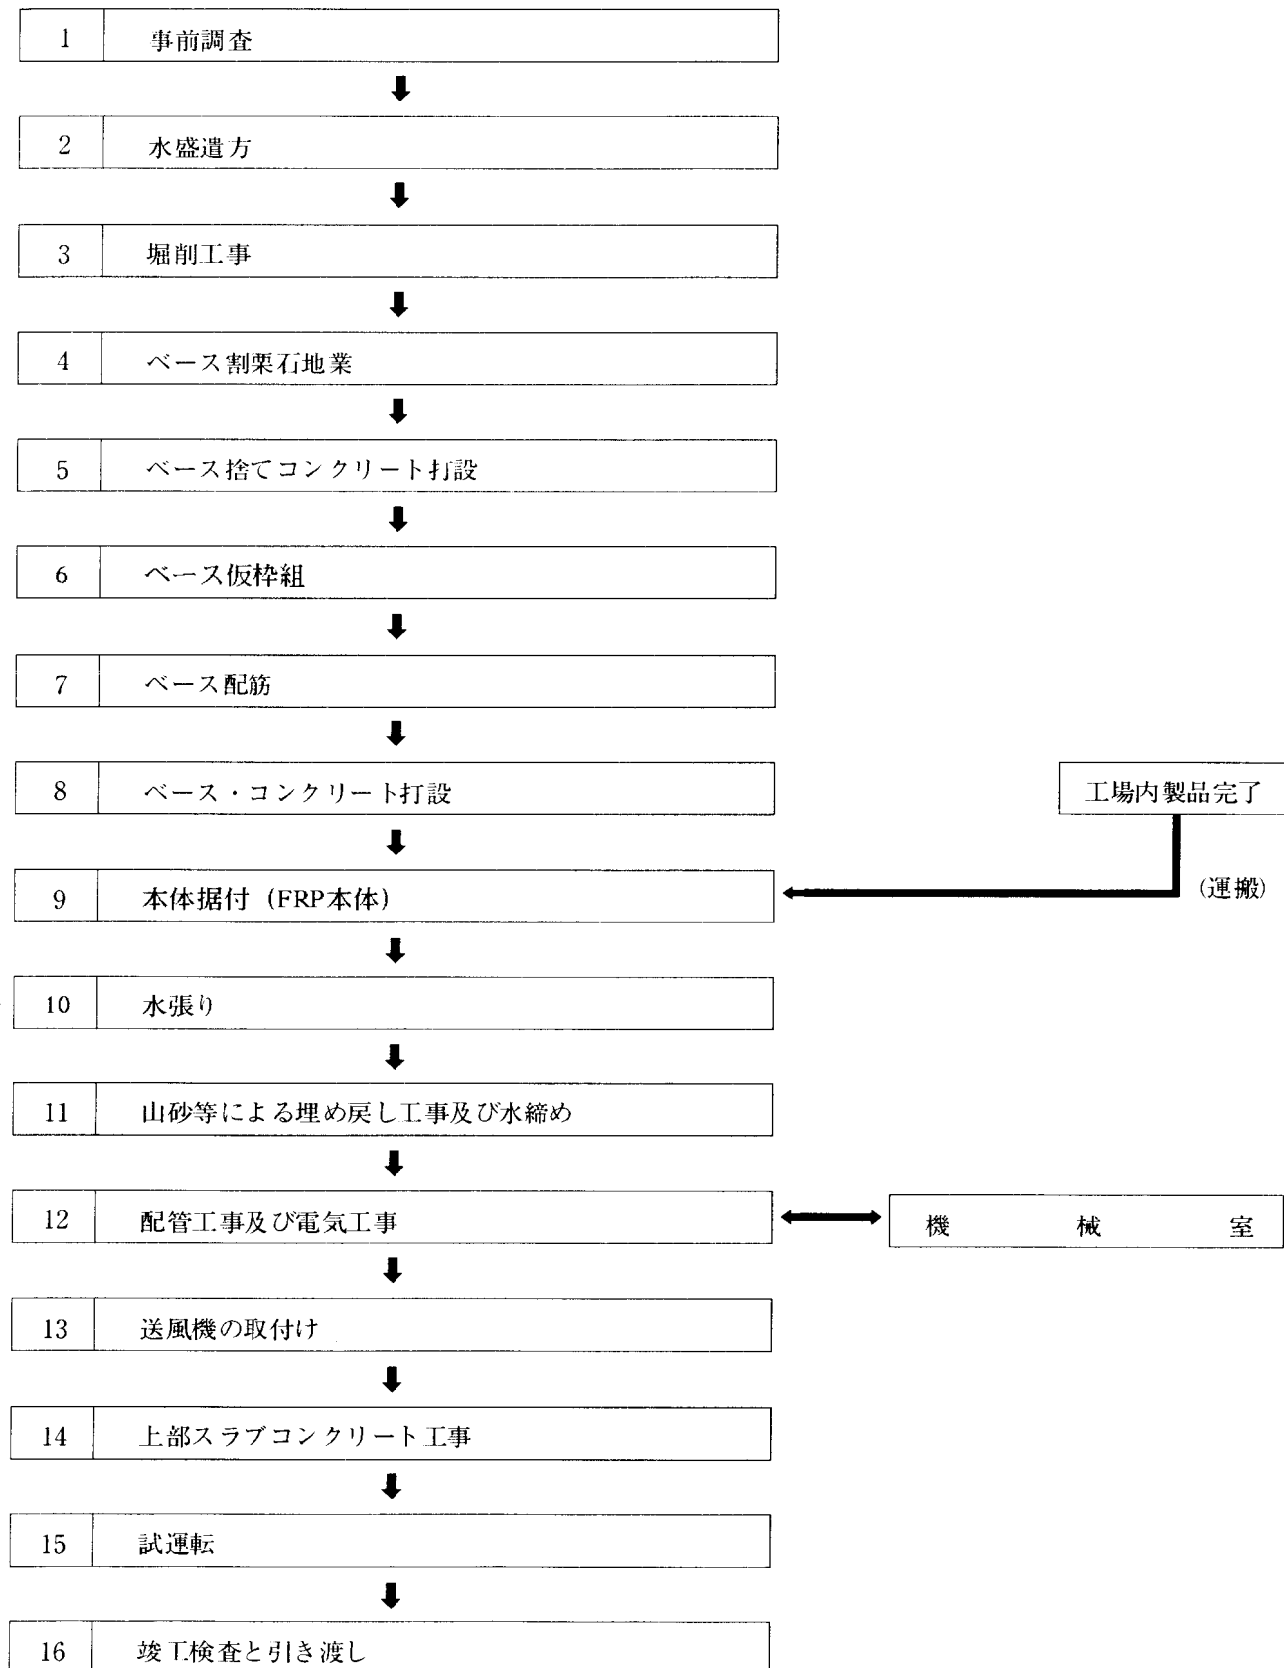 1 事前調査
2 水盛遣方
3 堀削工事
4 ベース割栗石地業
5 ベース捨てコンクリート打設
6 ベース仮枠組
7 ベース配筋
8 ベース・コンクリート打設
工場内製品完了
9 本体据付（FRP本体）
（運搬）
10 水張り
11 山砂等による埋め戻し工事及び水締め
12 配管工事及び電気工事
機械室
13 送風機の取付け
14 上部スラブコンクリート工事
15 試運転
16 竣工検査と引き渡し